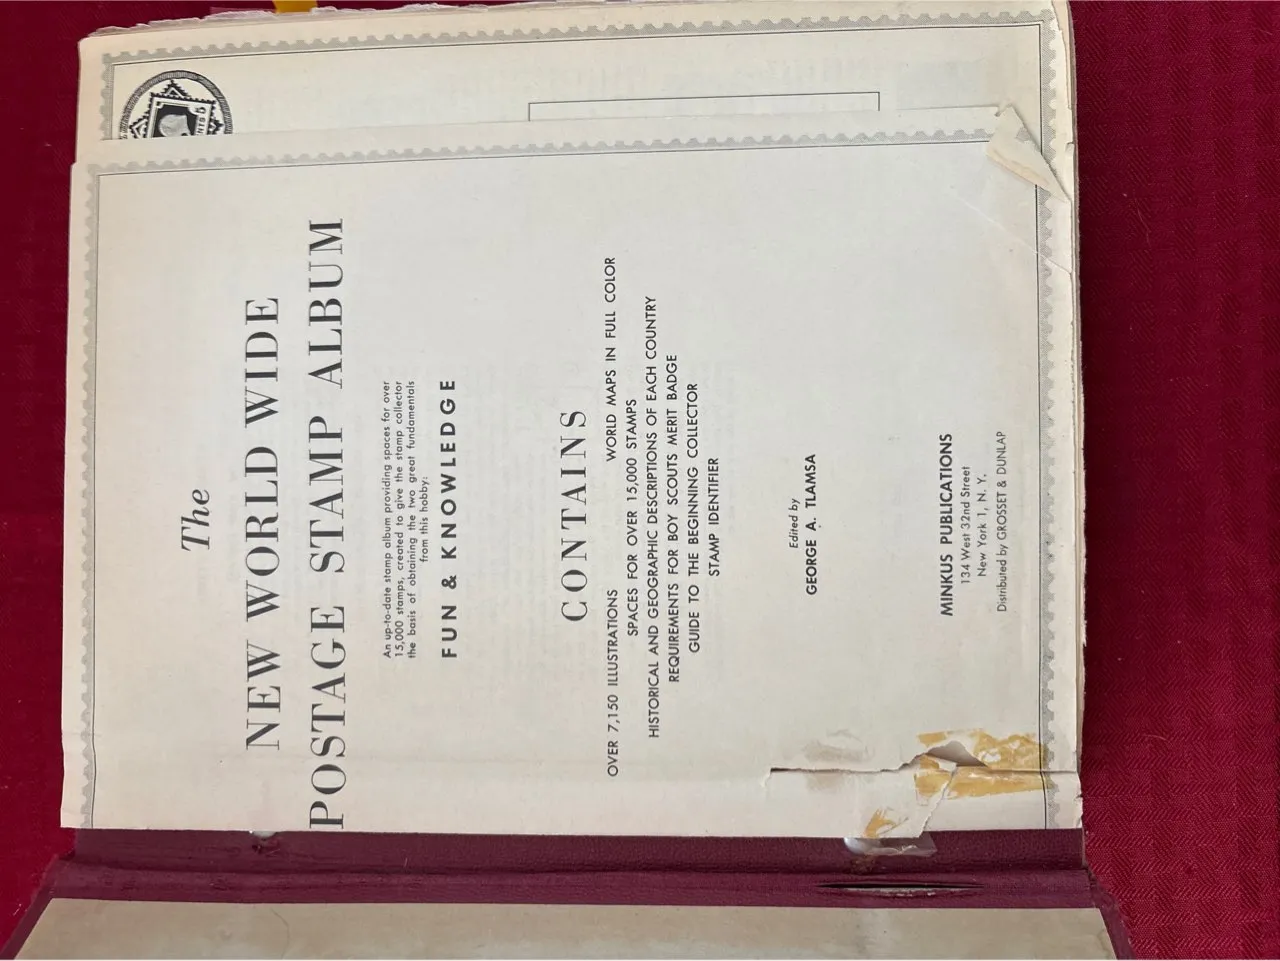 The
NEW WORLD WIDE
POSTAGE STAMP ALBUM
An up-to-date stamp album providing spaces for over
15,000 stamps, created to give the stamp collector
the basis of obtaining the two great fundamentals
from this hobby:
FUN & KNOWLEDGE
CONTAINS
OVER 7,150 ILLUSTRATIONS WORLD MAPS IN FULL COLOR
SPACES FOR OVER 15,000 STAMPS
HISTORICAL AND GEOGRAPHIC DESCRIPTIONS OF EACH COUNTRY
REQUIREMENTS FOR BOY SCOUTS MERIT BADGE
GUIDE TO THE BEGINNING COLLECTOR
STAMP IDENTIFIER
Edited by
GEORGE A. TLAMSA
MINKUS PUBLICATIONS
134 West 32nd Street
New York 1, N. Y.
Distributed by GROSSET & DUNLAP